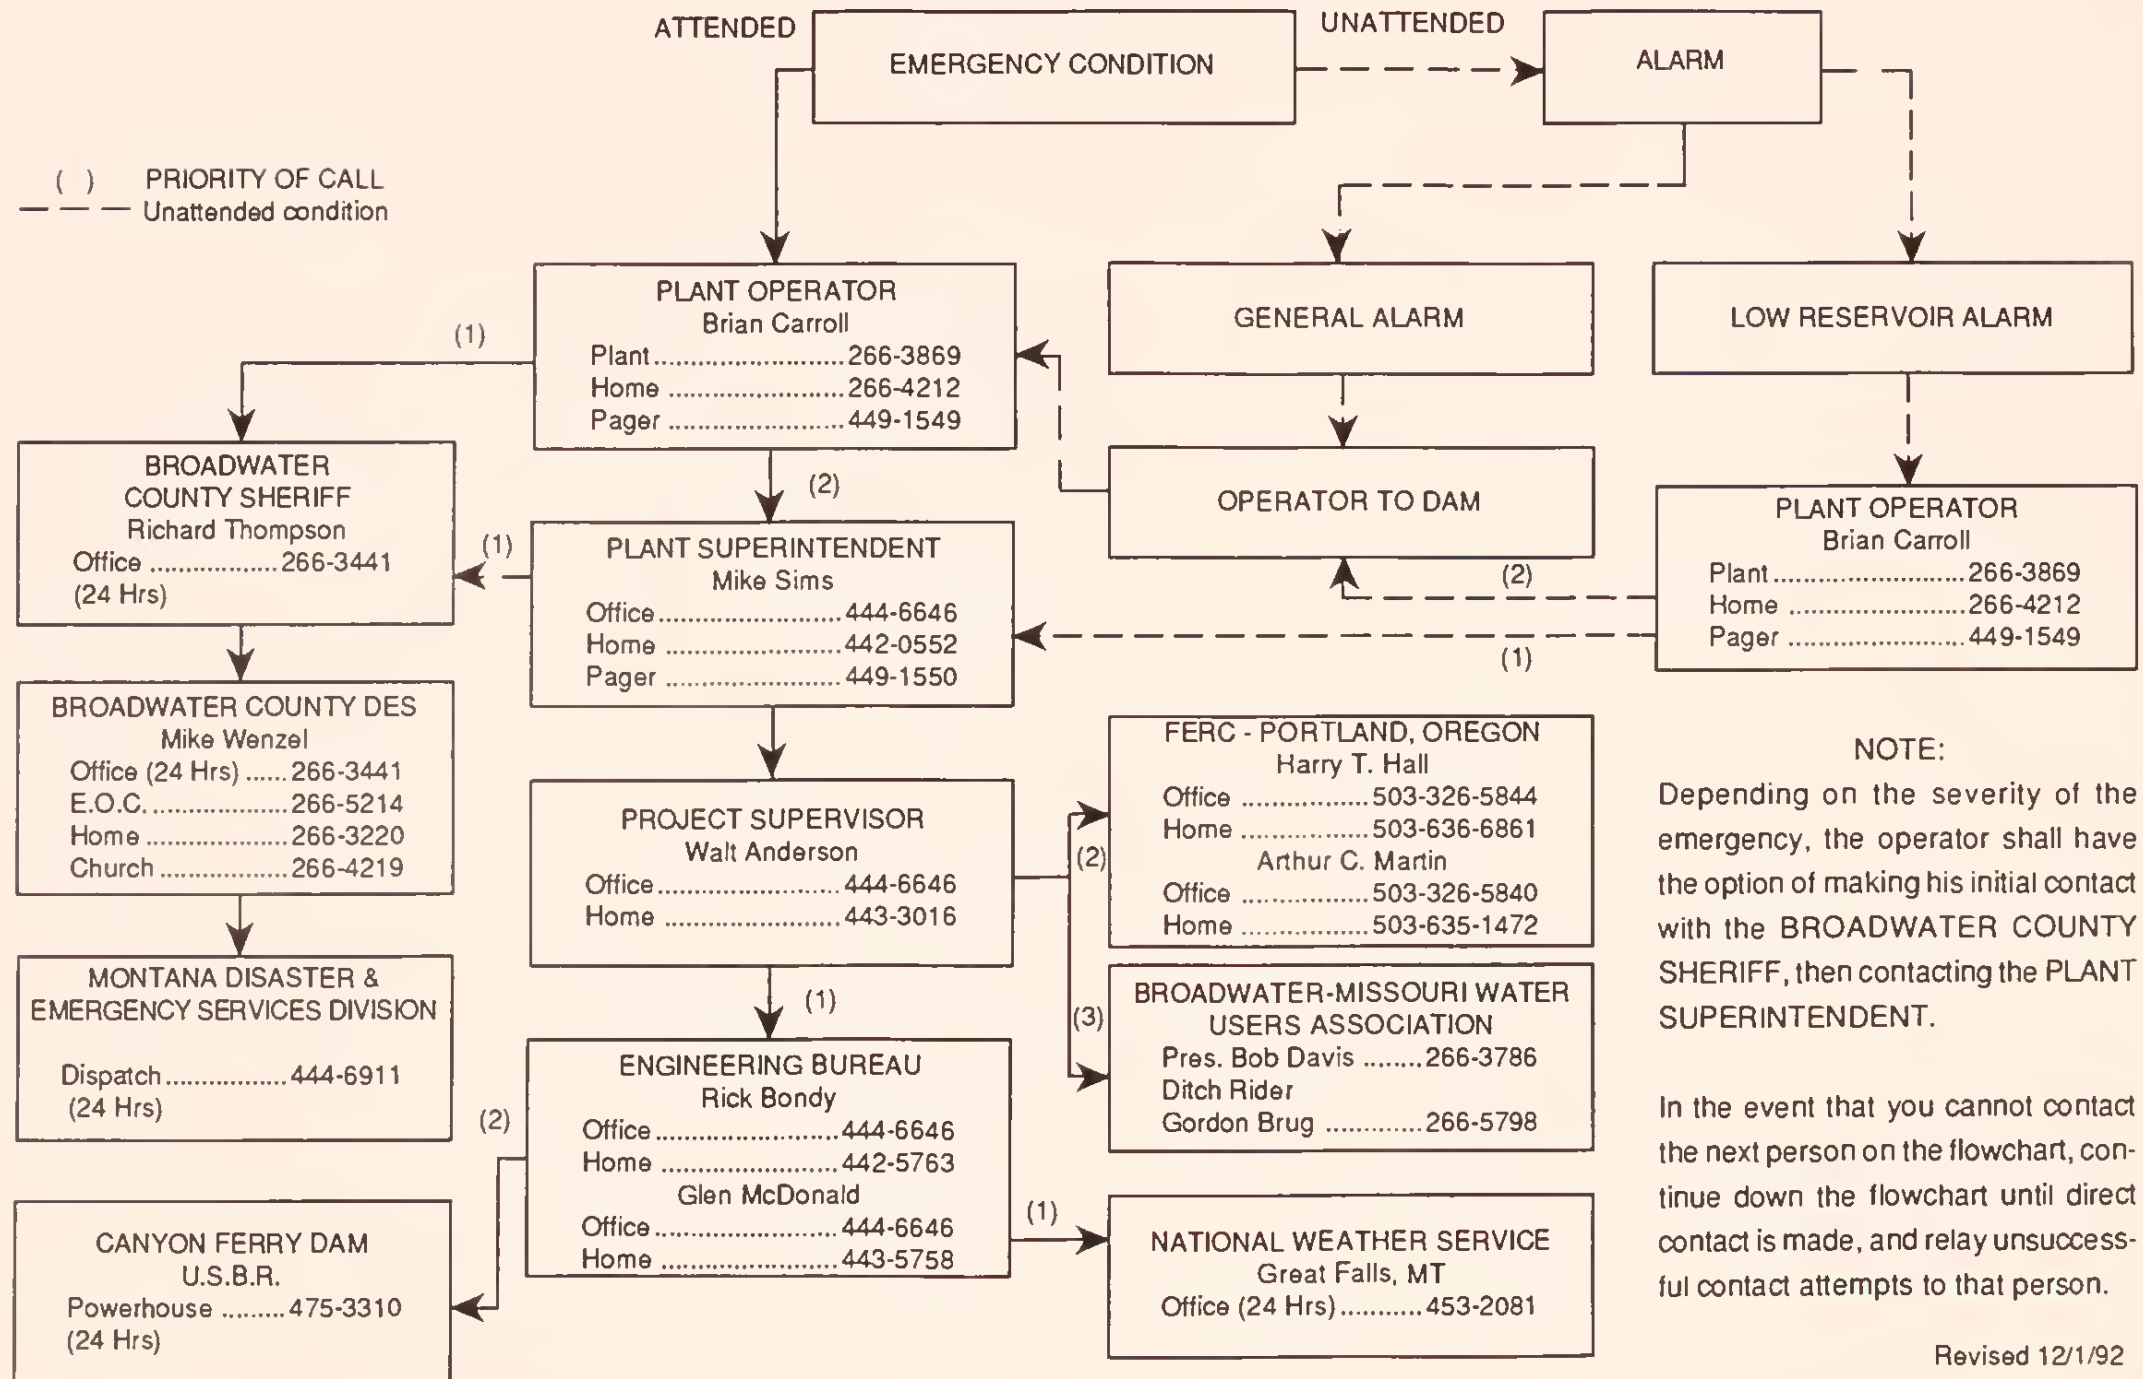 ATTENDED
EMERGENCY CONDITION
UNATTENDED
ALARM
( ) PRIORITY OF CALL
— — — Unattended condition
PLANT OPERATOR
Brian Carroll
Plant........................266-3869
Home ......................266-4212
Pager ......................449-1549
GENERAL ALARM
LOW RESERVOIR ALARM
(1)
(2)
BROADWATER
COUNTY SHERIFF
Richard Thompson
Office ................266-3441
(24 Hrs)
(1)
PLANT SUPERINTENDENT
Mike Sims
Office.......................444-6646
Home ......................442-0552
Pager ......................449-1550
OPERATOR TO DAM
(2)
(1)
PLANT OPERATOR
Brian Carroll
Plant........................266-3869
Home ......................266-4212
Pager ......................449-1549
BROADWATER COUNTY DES
Mike Wenzel
Office (24 Hrs) .....266-3441
E.O.C. .................266-5214
Home ..................266-3220
Church ................266-4219
PROJECT SUPERVISOR
Walt Anderson
Office.......................444-6646
Home ......................443-3016
(2)
(3)
(1)
FERC - PORTLAND, OREGON
Harry T. Hall
Office ................503-326-5844
Home ................503-636-6861
Arthur C. Martin
Office ................503-326-5840
Home ................503-635-1472
MONTANA DISASTER &
EMERGENCY SERVICES DIVISION
Dispatch...............444-6911
(24 Hrs)
BROADWATER-MISSOURI WATER
USERS ASSOCIATION
Pres. Bob Davis ........266-3786
Ditch Rider
Gordon Brug ............266-5798
ENGINEERING BUREAU
Rick Bondy
Office.......................444-6646
Home ......................442-5763
Glen McDonald
Office.......................444-6646
Home ......................443-5758
(2)
(1)
CANYON FERRY DAM
U.S.B.R.
Powerhouse .........475-3310
(24 Hrs)
NATIONAL WEATHER SERVICE
Great Falls, MT
Office (24 Hrs)..........453-2081
NOTE:
Depending on the severity of the
emergency, the operator shall have
the option of making his initial contact
with the BROADWATER COUNTY
SHERIFF, then contacting the PLANT
SUPERINTENDENT.
In the event that you cannot contact
the next person on the flowchart, con-
tinue down the flowchart until direct
contact is made, and relay unsuccess-
ful contact attempts to that person.
Revised 12/1/92